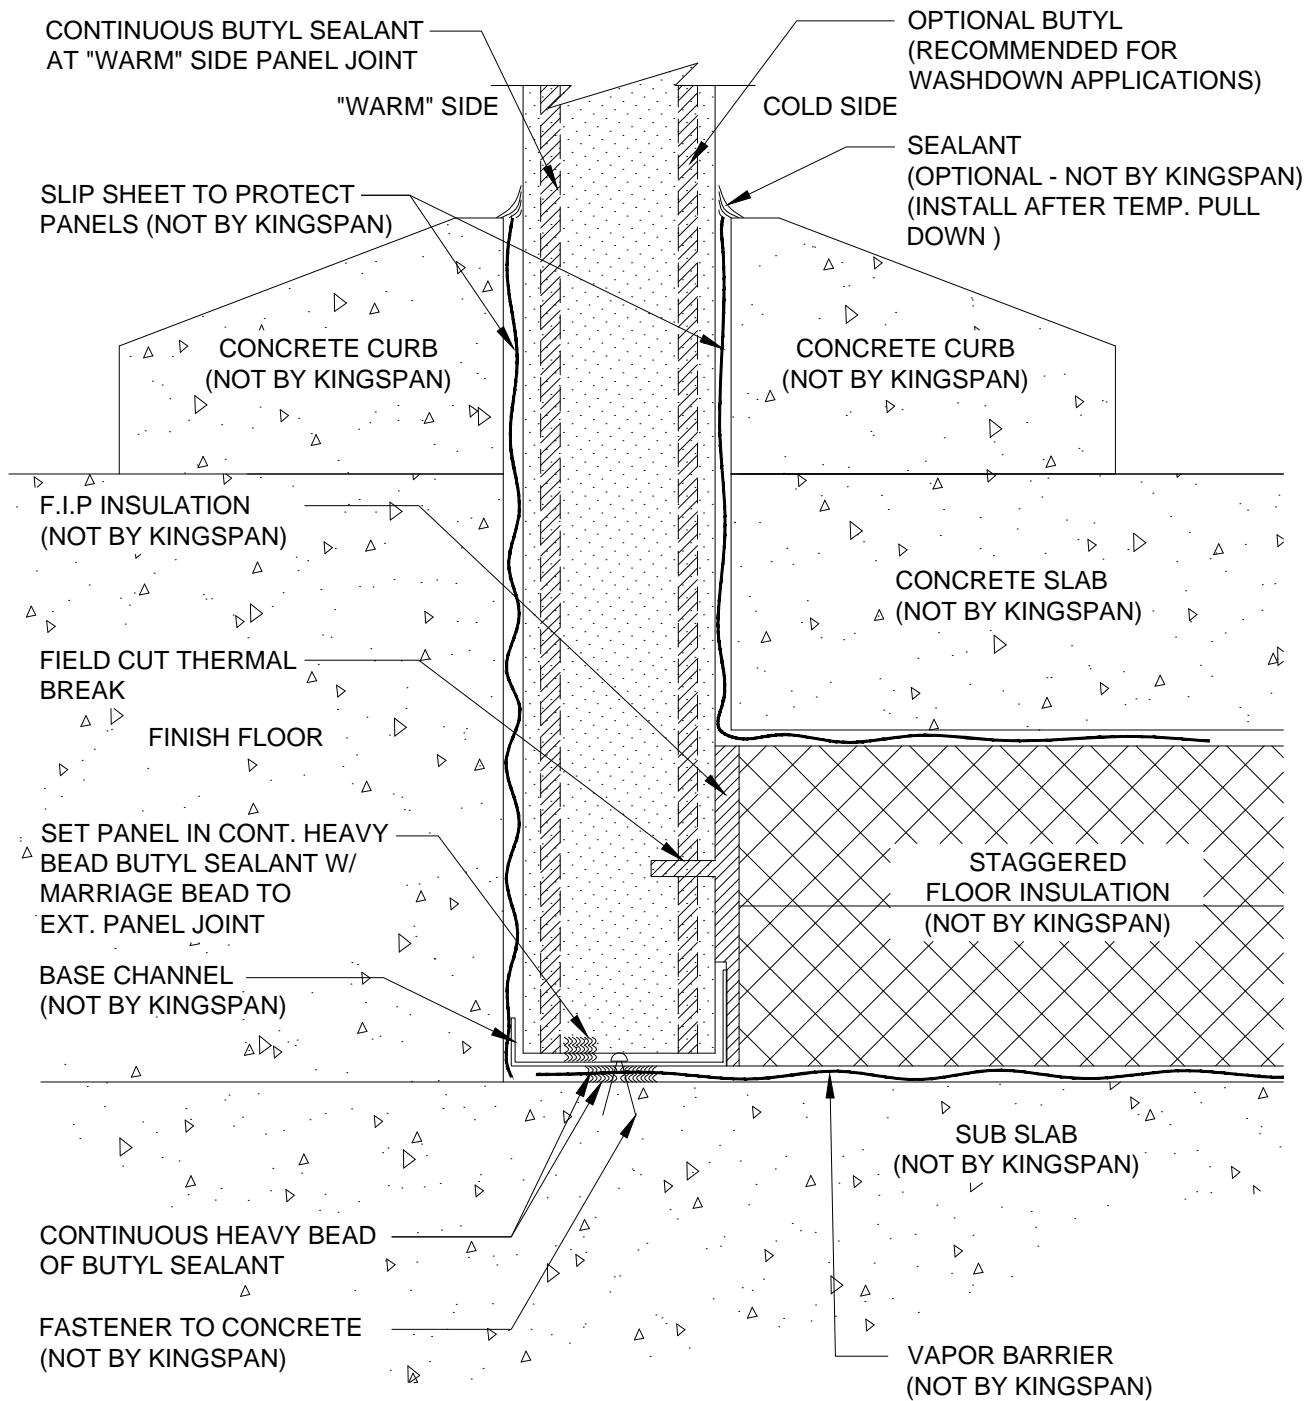 CONTINUOUS BUTYL SEALANT
AT "WARM" SIDE PANEL JOINT
OPTIONAL BUTYL
(RECOMMENDED FOR
WASHDOWN APPLICATIONS)
"WARM" SIDE
COLD SIDE
SEALANT
(OPTIONAL - NOT BY KINGSPAN)
(INSTALL AFTER TEMP. PULL
DOWN )
SLIP SHEET TO PROTECT
PANELS (NOT BY KINGSPAN)
CONCRETE CURB
(NOT BY KINGSPAN)
CONCRETE CURB
(NOT BY KINGSPAN)
F.I.P INSULATION
(NOT BY KINGSPAN)
CONCRETE SLAB
(NOT BY KINGSPAN)
FIELD CUT THERMAL
BREAK
FINISH FLOOR
SET PANEL IN CONT. HEAVY
BEAD BUTYL SEALANT W/
MARRIAGE BEAD TO
EXT. PANEL JOINT
STAGGERED
FLOOR INSULATION
(NOT BY KINGSPAN)
BASE CHANNEL
(NOT BY KINGSPAN)
SUB SLAB
(NOT BY KINGSPAN)
CONTINUOUS HEAVY BEAD
OF BUTYL SEALANT
FASTENER TO CONCRETE
(NOT BY KINGSPAN)
VAPOR BARRIER
(NOT BY KINGSPAN)